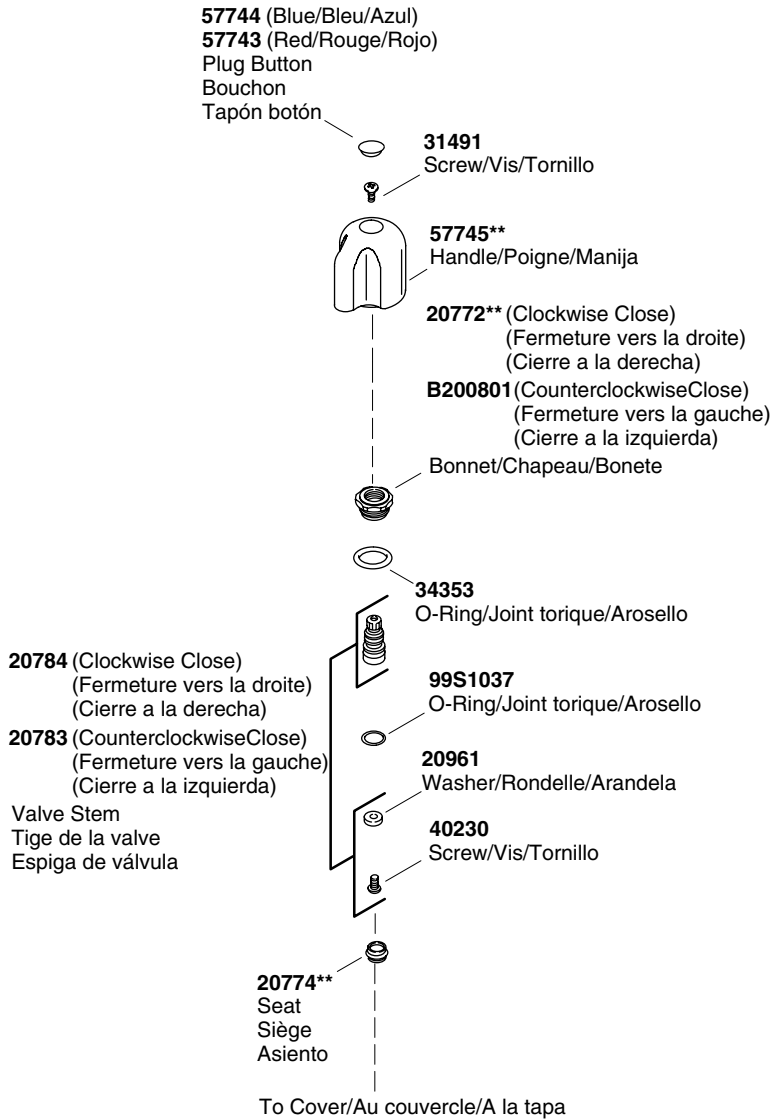 57744 (Blue/Bleu/Azul)
57743 (Red/Rouge/Rojo)
Plug Button
Bouchon
Tapón botón
31491
Screw/Vis/Tornillo
57745**
Handle/Poigne/Manija
20772** (Clockwise Close)
(Fermeture vers la droite)
(Cierre a la derecha)
B200801 (CounterclockwiseClose)
(Fermeture vers la gauche)
(Cierre a la izquierda)
Bonnet/Chapeau/Bonete
34353
O-Ring/Joint torique/Arosello
20784 (Clockwise Close)
(Fermeture vers la droite)
(Cierre a la derecha)
20783 (CounterclockwiseClose)
(Fermeture vers la gauche)
(Cierre a la izquierda)
Valve Stem
Tige de la valve
Espiga de válvula
99S1037
O-Ring/Joint torique/Arosello
20961
Washer/Rondelle/Arandela
40230
Screw/Vis/Tornillo
20774**
Seat
Siège
Asiento
To Cover/Au couvercle/A la tapa